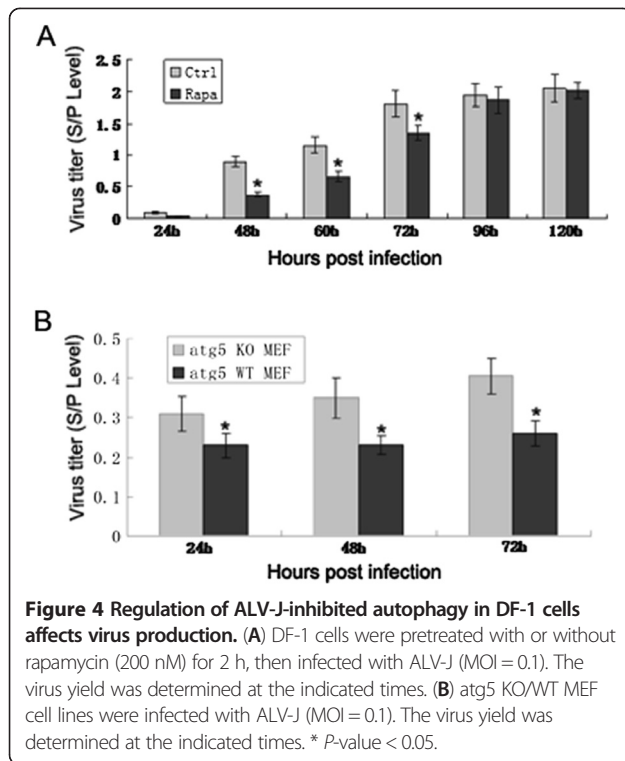 A
Virus titer (S/P Level)
2.5
2
1.5
1
0.5
0
Ctrl
Rapa
*
*
*
24h 48h 60h 72h 96h 120h
Hours post infection
B
Virus titer (S/P Level)
0.5
0.4
0.3
0.2
0.1
0
atg5 KO MEF
atg5 WT MEF
*
*
*
24h 48h 72h
Hours post infection
Figure 4 Regulation of ALV-J-inhibited autophagy in DF-1 cells
affects virus production. (A) DF-1 cells were pretreated with or without
rapamycin (200 nM) for 2 h, then infected with ALV-J (MOI = 0.1). The
virus yield was determined at the indicated times. (B) atg5 KO/WT MEF
cell lines were infected with ALV-J (MOI = 0.1). The virus yield was
determined at the indicated times. * P-value < 0.05.